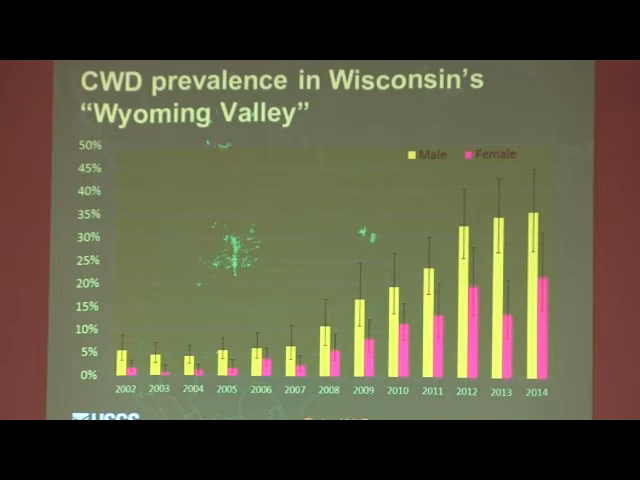 CWD prevalence in Wisconsin's
“Wyoming Valley”
Male Female
50%
45%
40%
35%
30%
25%
20%
15%
10%
5%
0%
2002 2003 2004 2005 2006 2007 2008 2009 2010 2011 2012 2013 2014
USGS